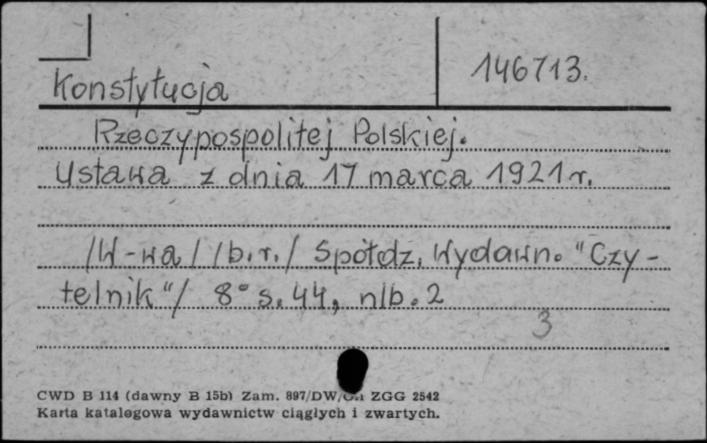 Konstytucja
146713.
Rzeczypospolitej Polskiej.
Ustawa z dnia 17 marca 1921 r.
/W-wa/ /b.r./ Spółdz. Wydawn. "Czy-
telnik"/ 8° s. 44, nlb. 2
3
CWD B 114 (dawny B 15b) Zam. 897/DW/ ZGG 2542
Karta katalogowa wydawnictw ciągłych i zwartych.